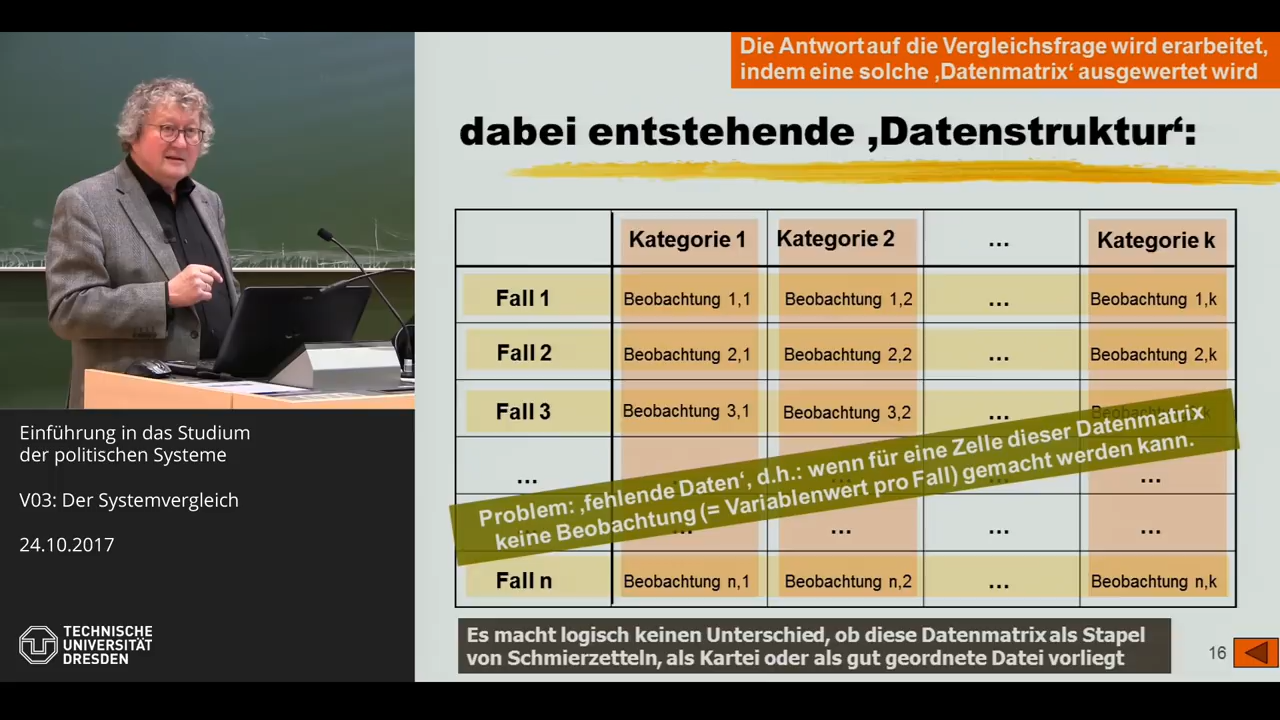 Die Antwort auf die Vergleichsfrage wird erarbeitet,
indem eine solche ‚Datenmatrix‘ ausgewertet wird
dabei entstehende ‚Datenstruktur‘:
Kategorie 1 Kategorie 2 ... Kategorie k
Fall 1 Beobachtung 1,1 Beobachtung 1,2 ... Beobachtung 1,k
Fall 2 Beobachtung 2,1 Beobachtung 2,2 ... Beobachtung 2,k
Fall 3 Beobachtung 3,1 Beobachtung 3,2 ...
... ...
Problem: ‚fehlende Daten‘, d.h.: wenn für eine Zelle dieser Datenmatrix
keine Beobachtung (= Variablenwert pro Fall) gemacht werden kann.
... ... ... ...
Fall n Beobachtung n,1 Beobachtung n,2 ... Beobachtung n,k
Es macht logisch keinen Unterschied, ob diese Datenmatrix als Stapel
von Schmierzetteln, als Kartei oder als gut geordnete Datei vorliegt
16
Einführung in das Studium
der politischen Systeme
V03: Der Systemvergleich
24.10.2017
TECHNISCHE
UNIVERSITÄT
DRESDEN